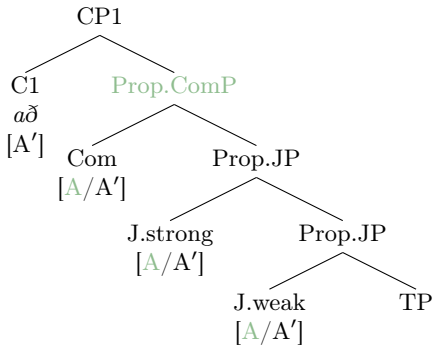 CP1
C1 Prop.ComP
að
[A′] Com Prop.JP
[A/A′]
J.strong Prop.JP
[A/A′]
J.weak TP
[A/A′]